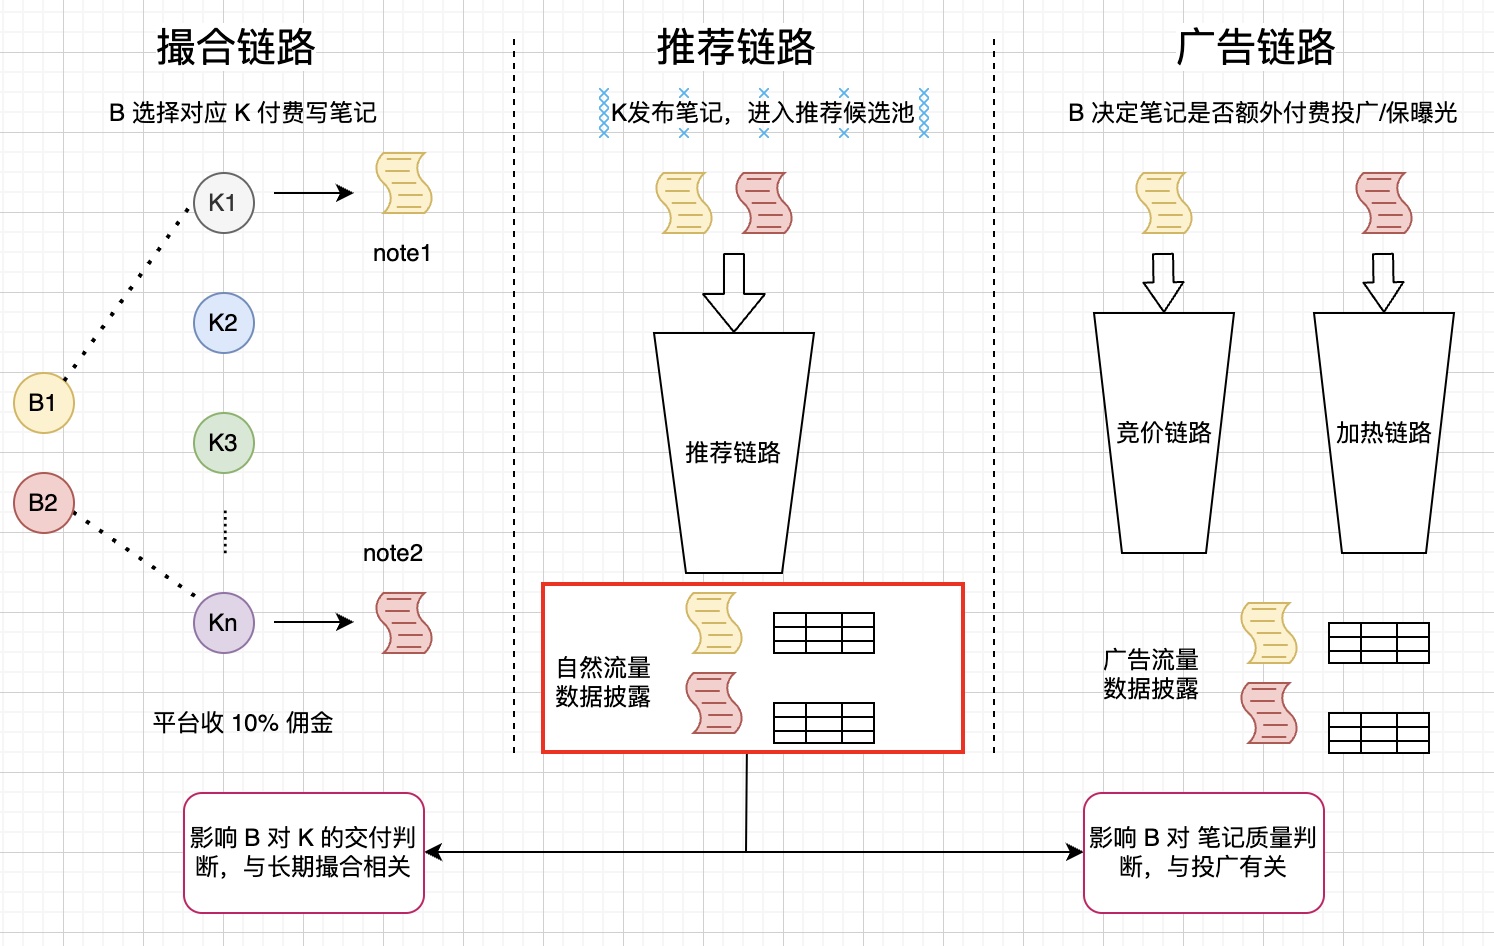 撮合链路
B 选择对应 K 付费写笔记
K1
note1
K2
B1
K3
B2
note2
Kn
平台收 10% 佣金
推荐链路
K发布笔记，进入推荐候选池
推荐链路
自然流量
数据披露
广告链路
B 决定笔记是否额外付费投广/保曝光
竞价链路
加热链路
广告流量
数据披露
影响 B 对 K 的交付判
断，与长期撮合相关
影响 B 对 笔记质量判
断，与投广有关